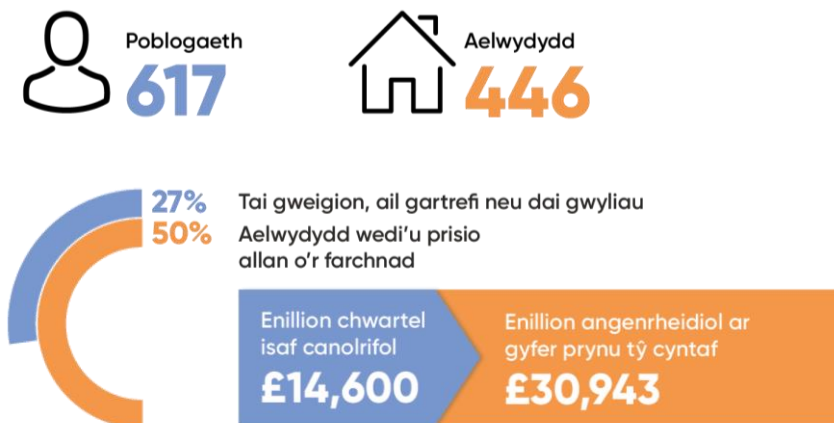 Poblogaeth
617
Aelwydydd
446
27%
Tai gweigion, ail gartrefi neu dai gwyliau
50%
Aelwydydd wedi'u prisio
allan o'r farchnad
Enillion chwartel
isaf canolrifol
£14,600
Enillion angenrheidiol ar
gyfer prynu tŷ cyntaf
£30,943